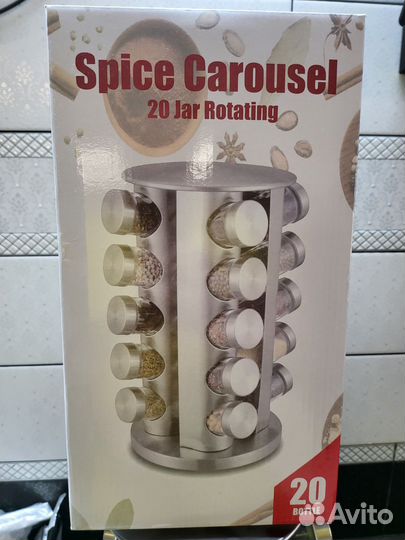 Spice Carousel
20 Jar Rotating
20
BOTTLE
Avito